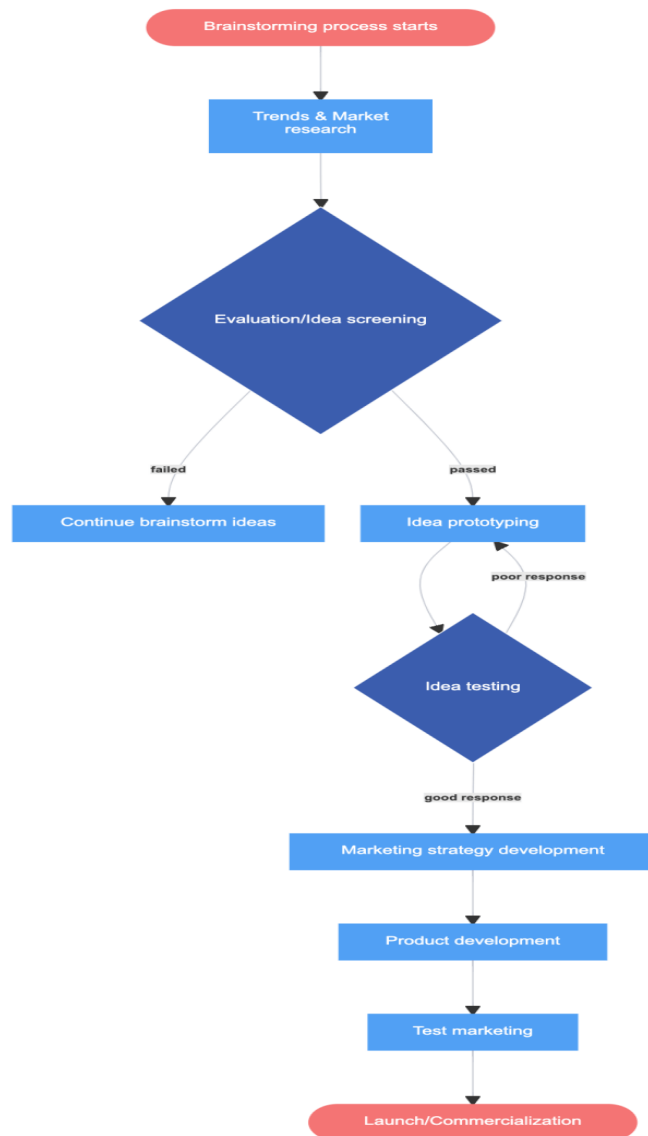 Brainstorming process starts
Trends & Market
research
Evaluation/Idea screening
failed
passed
Continue brainstorm ideas
Idea prototyping
poor response
Idea testing
good response
Marketing strategy development
Product development
Test marketing
Launch/Commercialization